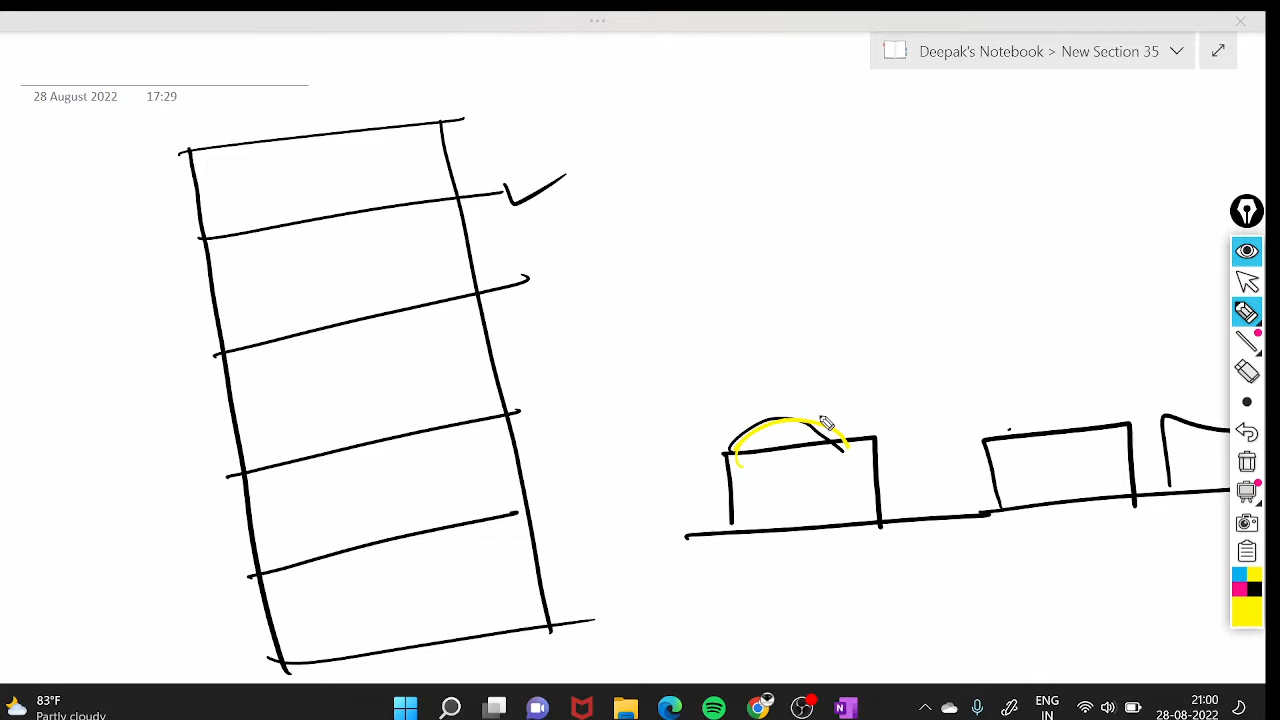 Deepak's Notebook > New Section 35
28 August 2022 17:29
83°F
Partly cloudy
ENG
IN
21:00
28-08-2022